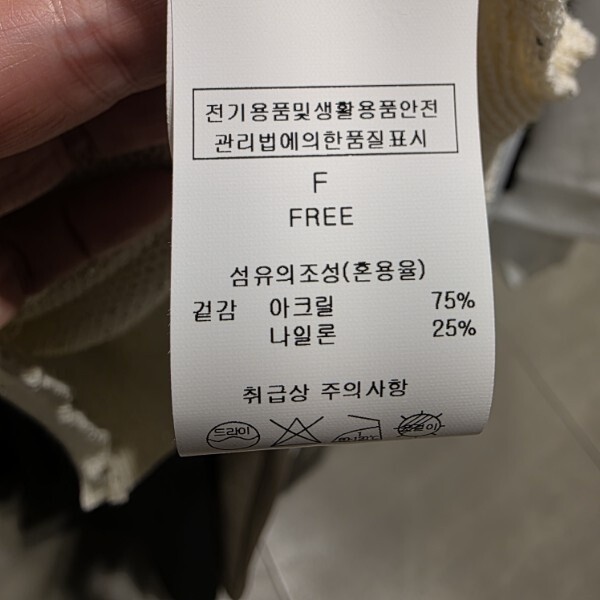 전기용품및생활용품안전
관리법에의한품질표시
F
FREE
섬유의조성(혼용율)
겉감 아크릴 75%
나일론 25%
취급상 주의사항
드라이